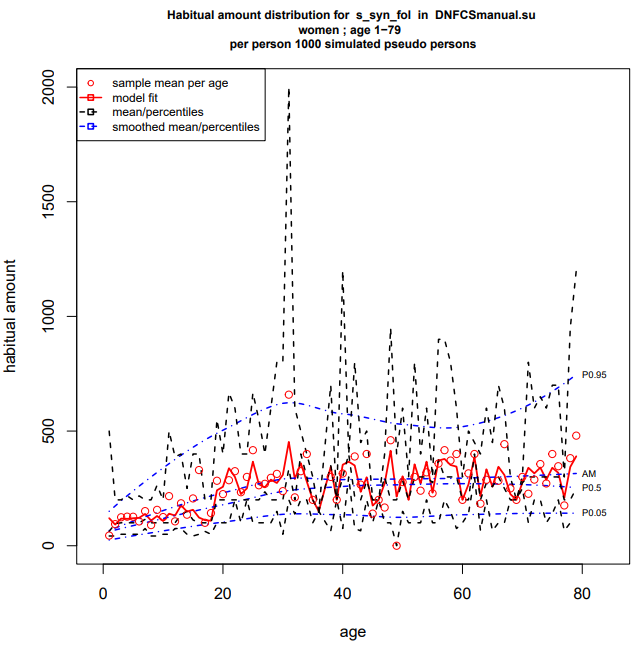 Habitual amount distribution for s_syn_fol in DNFCSmanual.su
women ; age 1−79
per person 1000 simulated pseudo persons
sample mean per age
model fit
mean/percentiles
smoothed mean/percentiles
2000
1500
1000
500
0
habitual amount
P0.95
AM
P0.5
P0.05
0 20 40 60 80
age